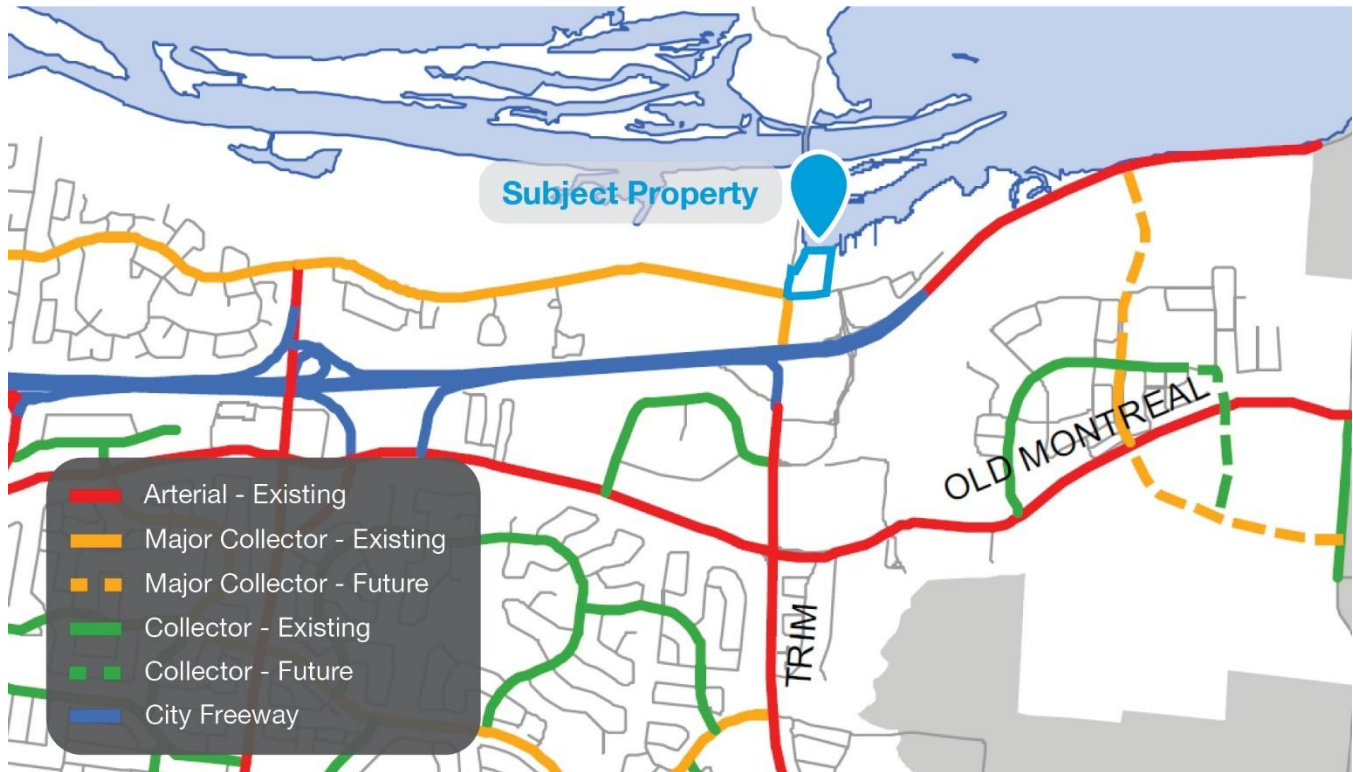 Subject Property
OLD MONTREAL
TRIM
Arterial - Existing
Major Collector - Existing
Major Collector - Future
Collector - Existing
Collector - Future
City Freeway